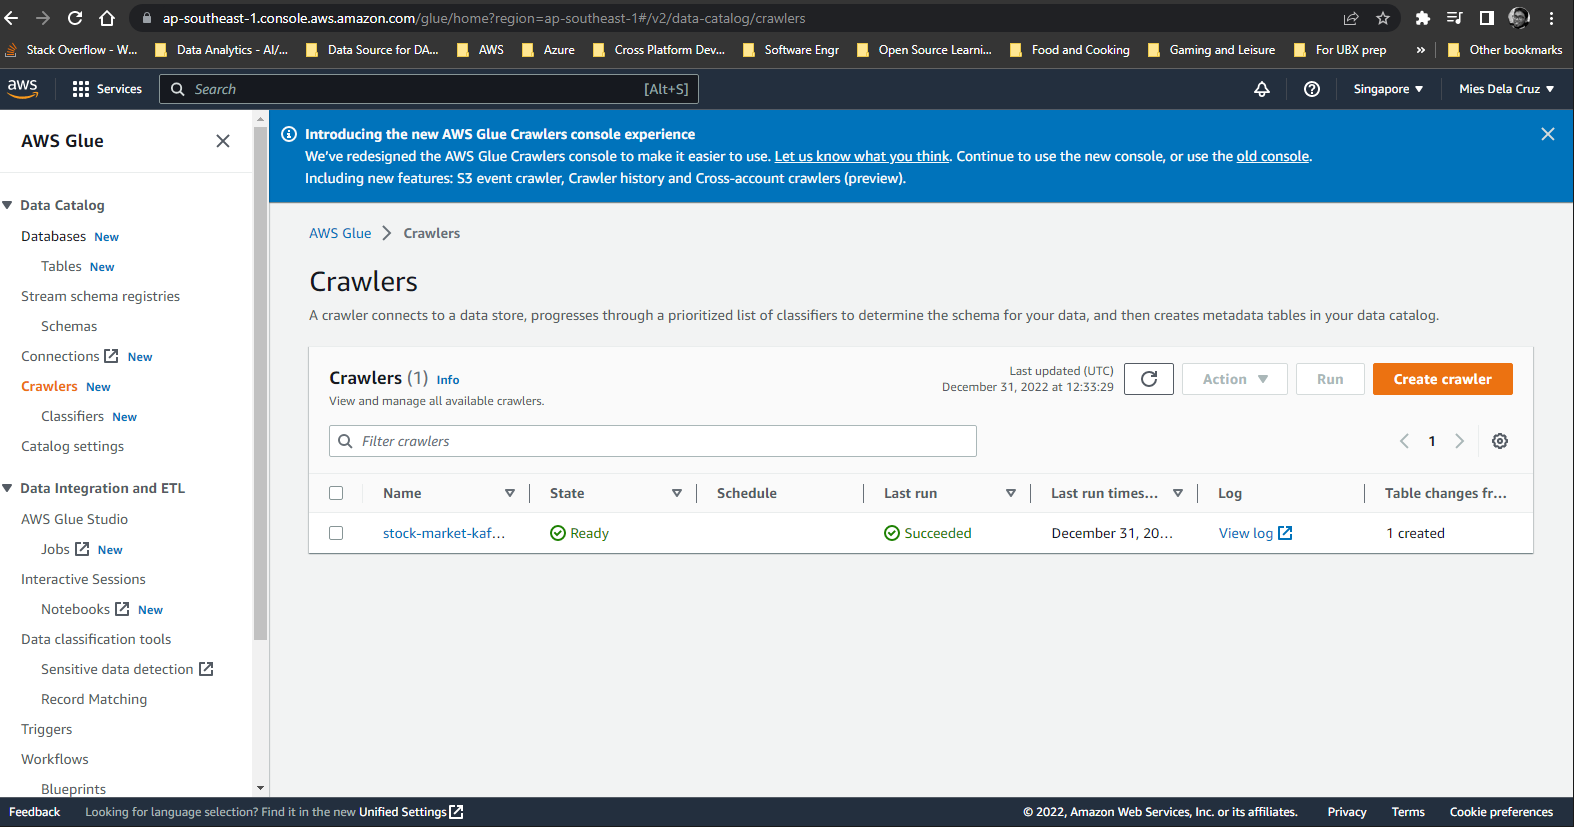 ap-southeast-1.console.aws.amazon.com/glue/home?region=ap-southeast-1#/v2/data-catalog/crawlers
Stack Overflow - W... Data Analytics - AI/... Data Source for DA... AWS Azure Cross Platform Dev... Software Engr Open Source Learni... Food and Cooking Gaming and Leisure For UBX prep » Other bookmarks
aws Services Search [Alt+S] Singapore Mies Dela Cruz
AWS Glue
Data Catalog
Databases New
Tables New
Stream schema registries
Schemas
Connections New
Crawlers New
Classifiers New
Catalog settings
Data Integration and ETL
AWS Glue Studio
Jobs New
Interactive Sessions
Notebooks New
Data classification tools
Sensitive data detection
Record Matching
Triggers
Workflows
Blueprints
Introducing the new AWS Glue Crawlers console experience
We've redesigned the AWS Glue Crawlers console to make it easier to use. Let us know what you think. Continue to use the new console, or use the old console.
Including new features: S3 event crawler, Crawler history and Cross-account crawlers (preview).
AWS Glue > Crawlers
Crawlers
A crawler connects to a data store, progresses through a prioritized list of classifiers to determine the schema for your data, and then creates metadata tables in your data catalog.
Crawlers (1) Info
View and manage all available crawlers.
Last updated (UTC)
December 31, 2022 at 12:33:29
Action Run Create crawler
Filter crawlers
1
Name State Schedule Last run Last run times... Log Table changes fr...
stock-market-kaf... Ready Succeeded December 31, 20... View log 1 created
Feedback Looking for language selection? Find it in the new Unified Settings © 2022, Amazon Web Services, Inc. or its affiliates. Privacy Terms Cookie preferences